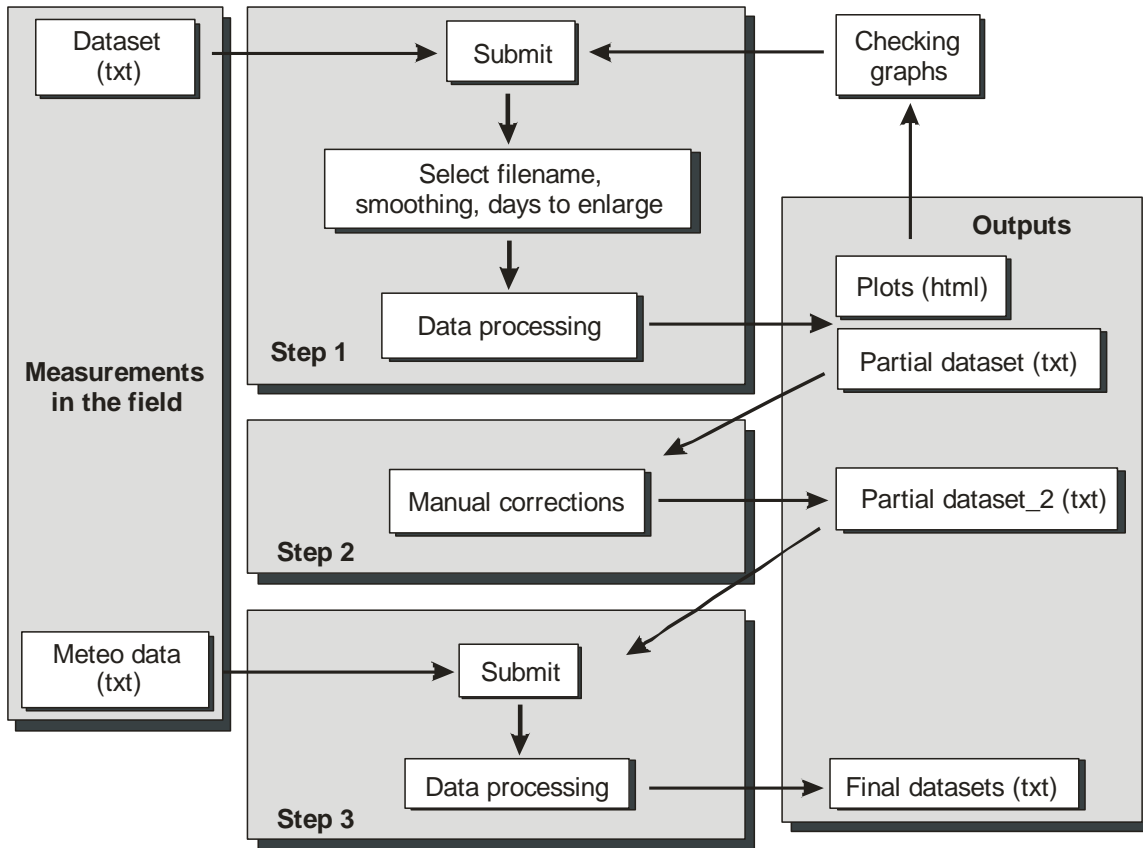 Dataset
(txt)
Measurements
in the field
Meteo data
(txt)
Submit
Select filename,
smoothing, days to enlarge
Data processing
Step 1
Manual corrections
Step 2
Submit
Data processing
Step 3
Checking
graphs
Outputs
Plots (html)
Partial dataset (txt)
Partial dataset_2 (txt)
Final datasets (txt)